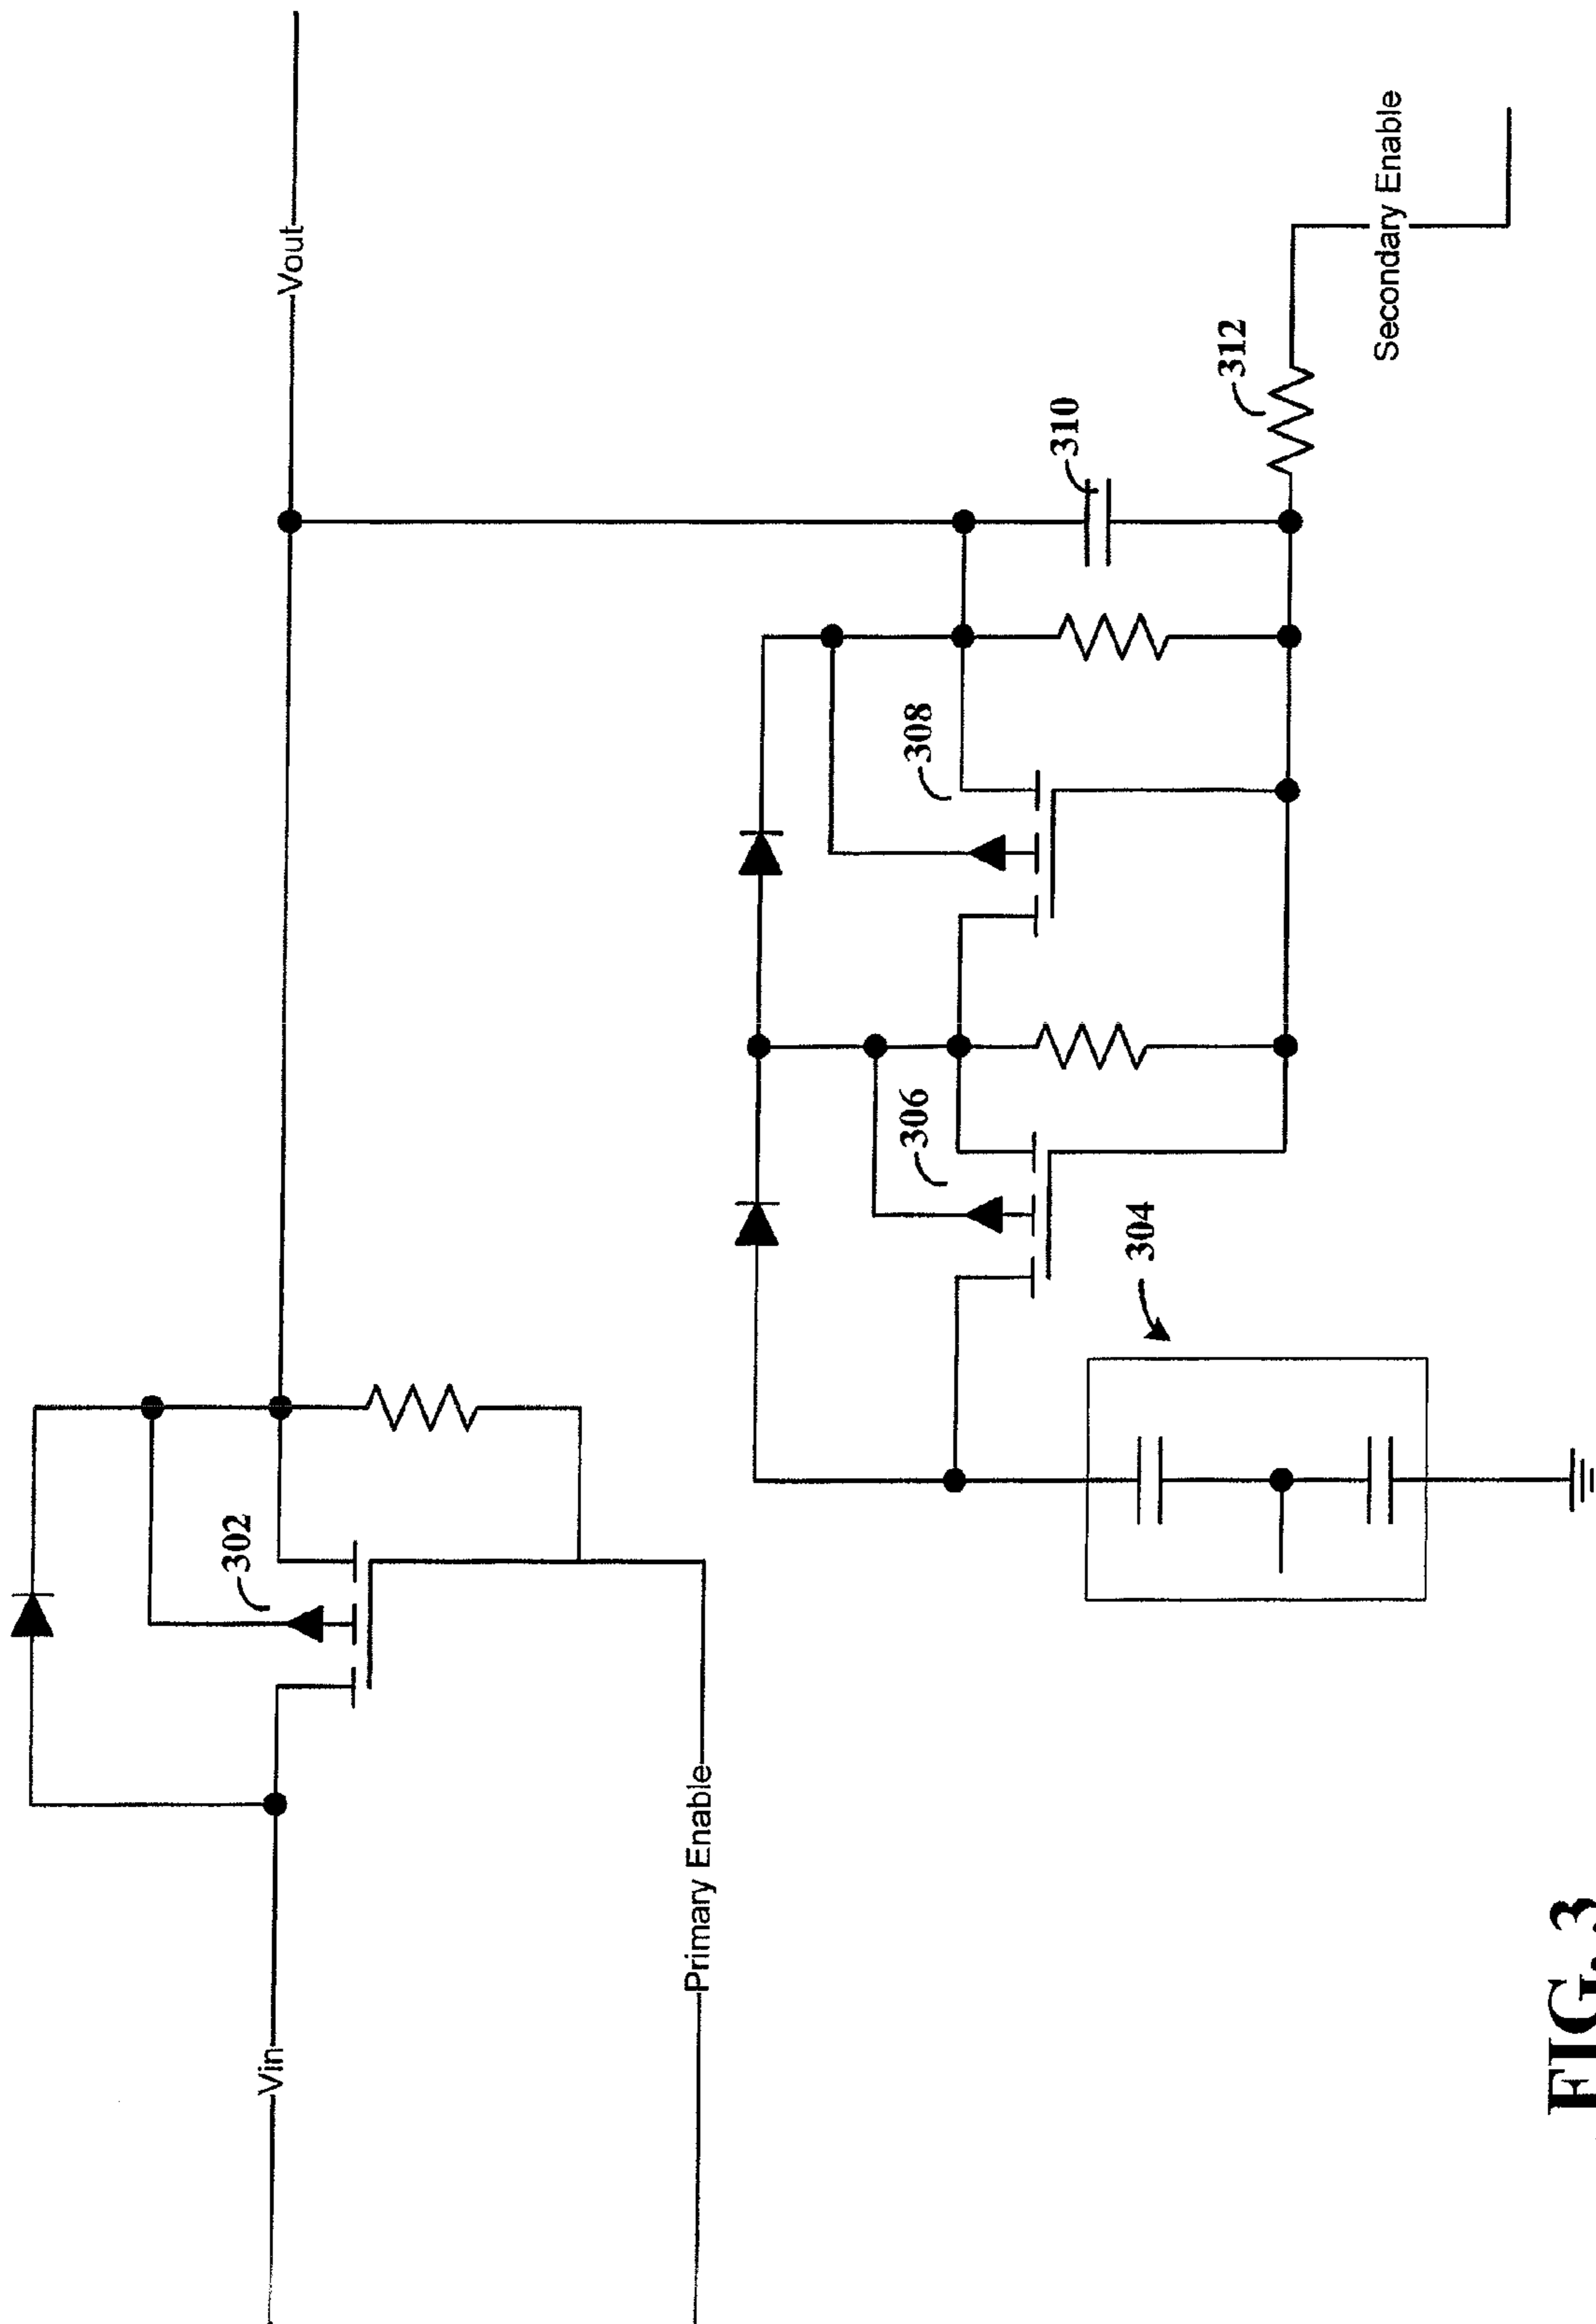 Vin
Vout
302
Primary Enable
306
308
310
304
312
Secondary Enable
FIG. 3